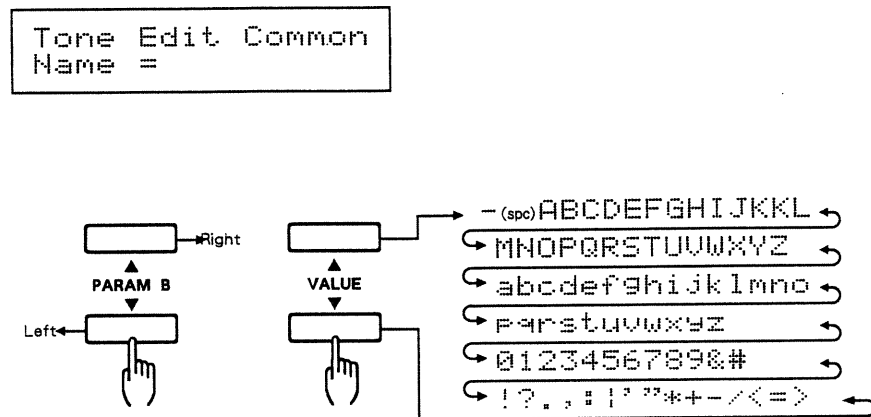 Tone Edit Common
Name =
-(spc)ABCDEFGHIJKKL
Right
MNOPQRSTUVWXYZ
PARAM B
VALUE
abcdefghijklmno
Left
pqrstuvwxyz
0123456789&#
!?.,:¦'"*+-/<=>